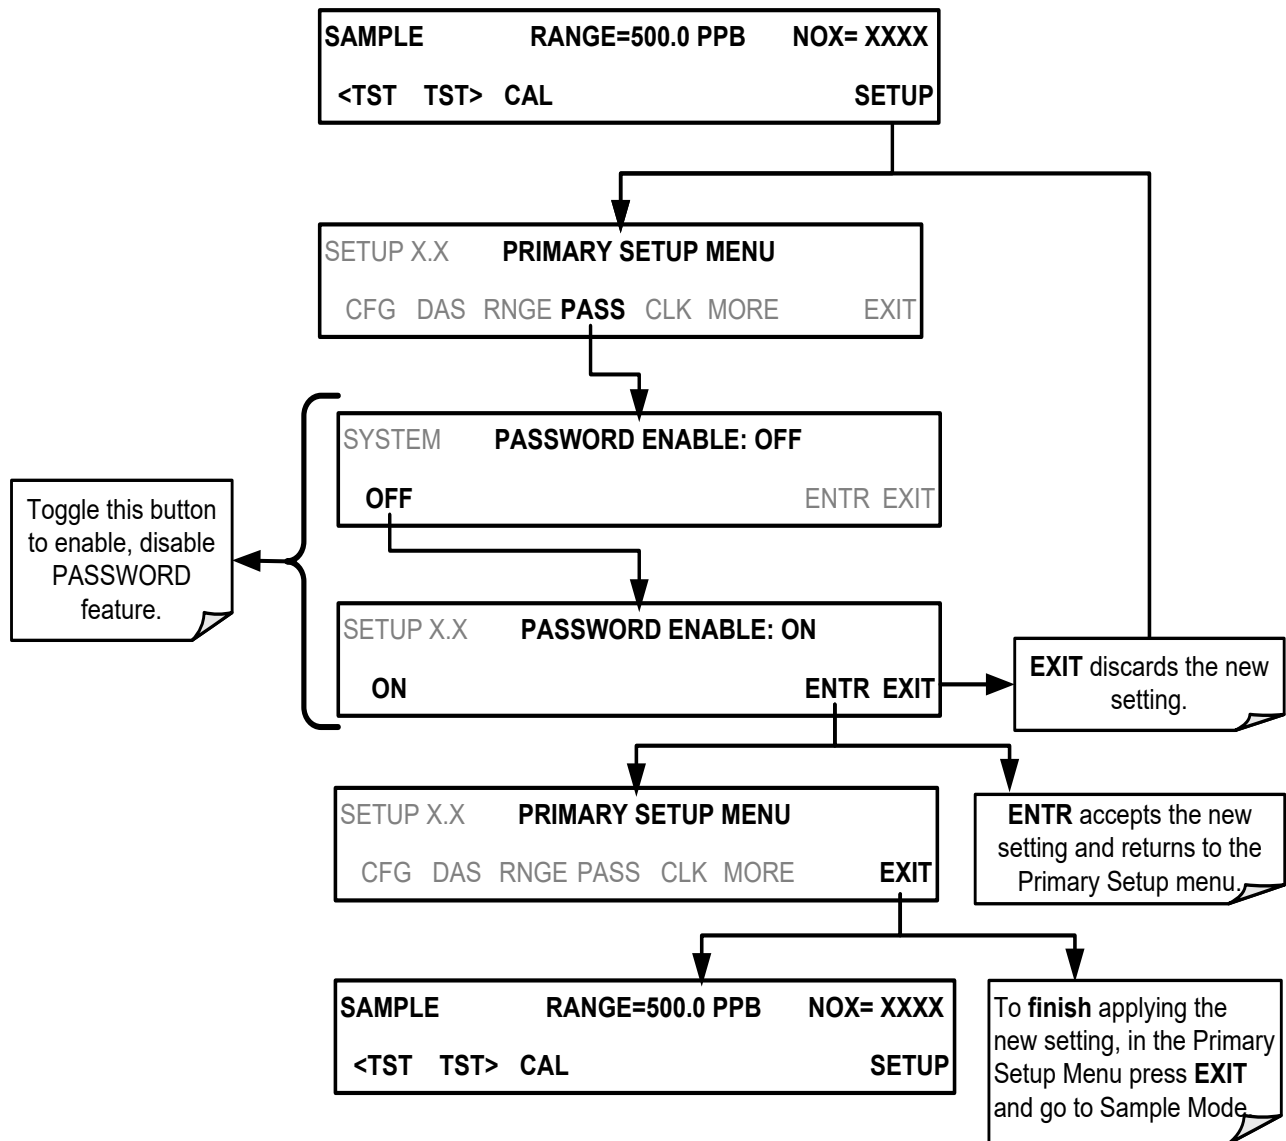 SAMPLE RANGE=500.0 PPB NOX= XXXX
<TST TST> CAL SETUP
SETUP X.X PRIMARY SETUP MENU
CFG DAS RNGE PASS CLK MORE EXIT
SYSTEM PASSWORD ENABLE: OFF
OFF ENTR EXIT
Toggle this button
to enable, disable
PASSWORD
feature.
SETUP X.X PASSWORD ENABLE: ON
ON ENTR EXIT
EXIT discards the new
setting.
SETUP X.X PRIMARY SETUP MENU
CFG DAS RNGE PASS CLK MORE EXIT
ENTR accepts the new
setting and returns to the
Primary Setup menu.
SAMPLE RANGE=500.0 PPB NOX= XXXX
<TST TST> CAL SETUP
To finish applying the
new setting, in the Primary
Setup Menu press EXIT
and go to Sample Mode.